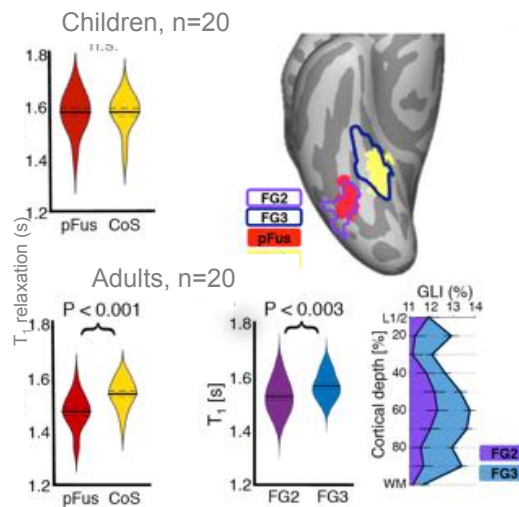 Children, n=20
n.s.
1.8
1.6
1.4
1.2
pFus CoS
FG2
FG3
pFus
T1 relaxation (s)
Adults, n=20
P < 0.001
1.8
1.6
1.4
1.2
pFus CoS
P < 0.003
T1 [s]
1.8
1.6
1.4
1.2
FG2 FG3
GLI (%)
11 12 13 14
Cortical depth [%]
L1/2
20
40
60
80
WM
FG2
FG3